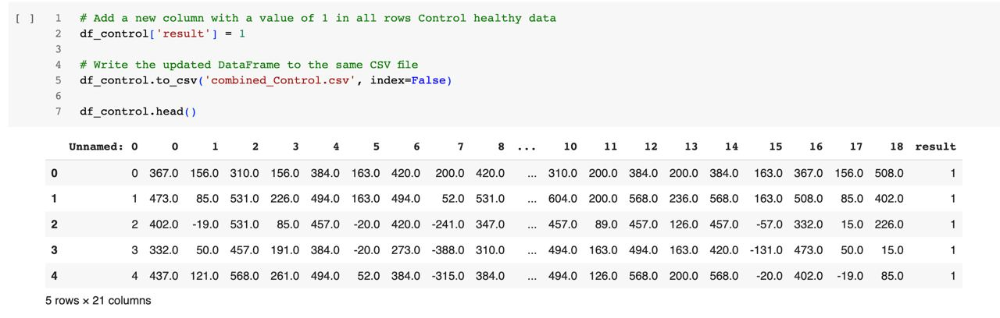 [ ] 1 # Add a new column with a value of 1 in all rows Control healthy data
2 df_control['result'] = 1
3
4 # Write the updated DataFrame to the same CSV file
5 df_control.to_csv('combined_Control.csv', index=False)
6
7 df_control.head()
Unnamed: 0 0 1 2 3 4 5 6 7 8 ... 10 11 12 13 14 15 16 17 18 result
0 0 367.0 156.0 310.0 156.0 384.0 163.0 420.0 200.0 420.0 ... 310.0 200.0 384.0 200.0 384.0 163.0 367.0 156.0 508.0 1
1 1 473.0 85.0 531.0 226.0 494.0 163.0 494.0 52.0 531.0 ... 604.0 200.0 568.0 236.0 568.0 163.0 508.0 85.0 402.0 1
2 2 402.0 -19.0 531.0 85.0 457.0 -20.0 420.0 -241.0 347.0 ... 457.0 89.0 457.0 126.0 457.0 -57.0 332.0 15.0 226.0 1
3 3 332.0 50.0 457.0 191.0 384.0 -20.0 273.0 -388.0 310.0 ... 494.0 163.0 494.0 163.0 420.0 -131.0 473.0 50.0 15.0 1
4 4 437.0 121.0 568.0 261.0 494.0 52.0 384.0 -315.0 384.0 ... 494.0 126.0 568.0 200.0 568.0 -20.0 402.0 -19.0 85.0 1
5 rows × 21 columns